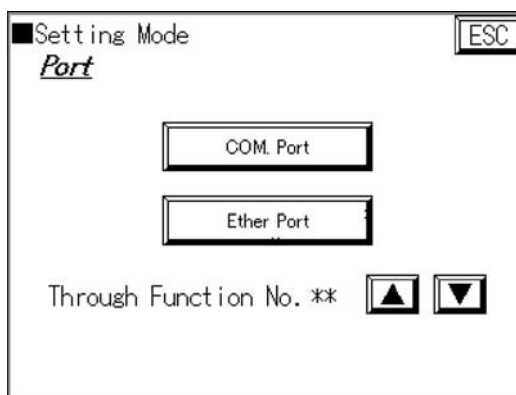 ■Setting Mode
ESC
Port
COM. Port
Ether Port
Through Function No. ** ▲ ▼